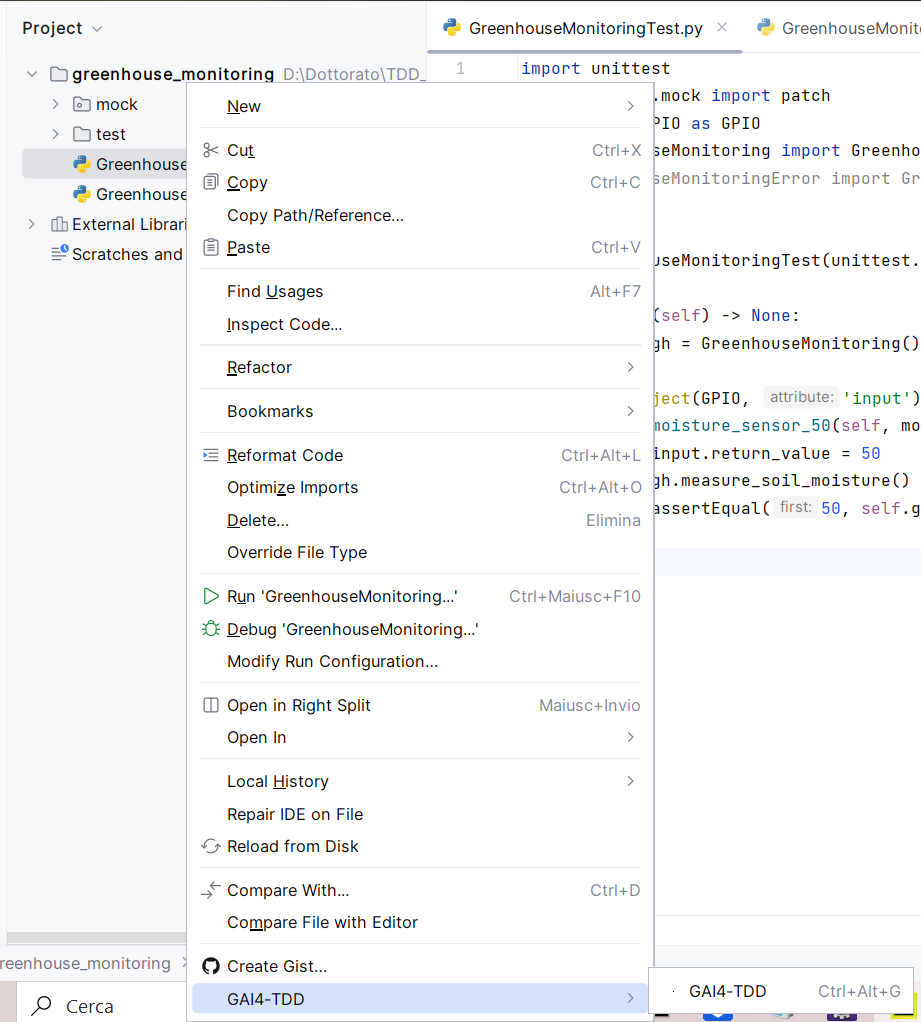 Project
GreenhouseMonitoringTest.py
GreenhouseMonito
greenhouse_monitoring D:\Dottorato\TDD_
mock
test
Greenhouse
Greenhouse
External Librari
Scratches and
1
import unittest
.mock import patch
PIO as GPIO
seMonitoring import Greenho
seMonitoringError import Gr
useMonitoringTest(unittest.
(self) -> None:
gh = GreenhouseMonitoring()
ject(GPIO, attribute: 'input')
moisture_sensor_50(self, mo
input.return_value = 50
gh.measure_soil_moisture()
assertEqual( first: 50, self.g
New
Cut Ctrl+X
Copy Ctrl+C
Copy Path/Reference...
Paste Ctrl+V
Find Usages Alt+F7
Inspect Code...
Refactor
Bookmarks
Reformat Code Ctrl+Alt+L
Optimize Imports Ctrl+Alt+O
Delete... Elimina
Override File Type
Run 'GreenhouseMonitoring...' Ctrl+Maiusc+F10
Debug 'GreenhouseMonitoring...'
Modify Run Configuration...
Open in Right Split Maiusc+Invio
Open In
Local History
Repair IDE on File
Reload from Disk
Compare With... Ctrl+D
Compare File with Editor
Create Gist...
GAI4-TDD
GAI4-TDD Ctrl+Alt+G
reenhouse_monitoring
Cerca